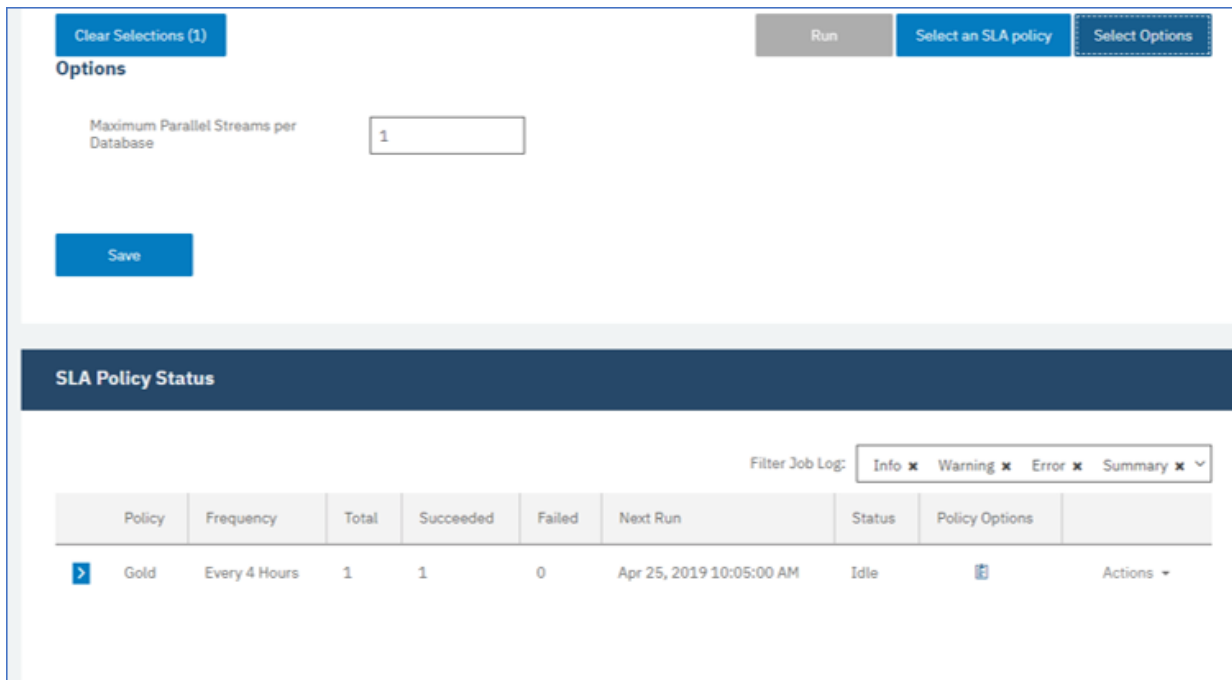 Clear Selections (1) Run Select an SLA policy Select Options
Options
Maximum Parallel Streams per
Database
1
Save
SLA Policy Status
Filter Job Log: Info × Warning × Error × Summary ×
Policy Frequency Total Succeeded Failed Next Run Status Policy Options
Gold Every 4 Hours 1 1 0 Apr 25, 2019 10:05:00 AM Idle Actions